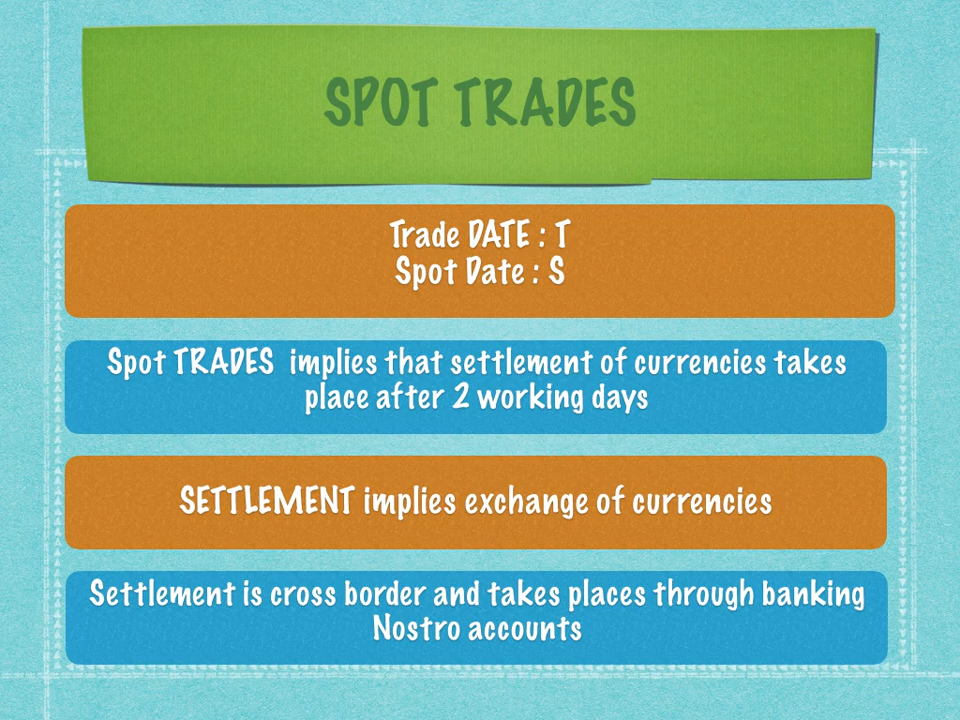 SPOT TRADES
Trade DATE : T
Spot Date : S
Spot TRADES implies that settlement of currencies takes
place after 2 working days
SETTLEMENT implies exchange of currencies
Settlement is cross border and takes places through banking
Nostro accounts